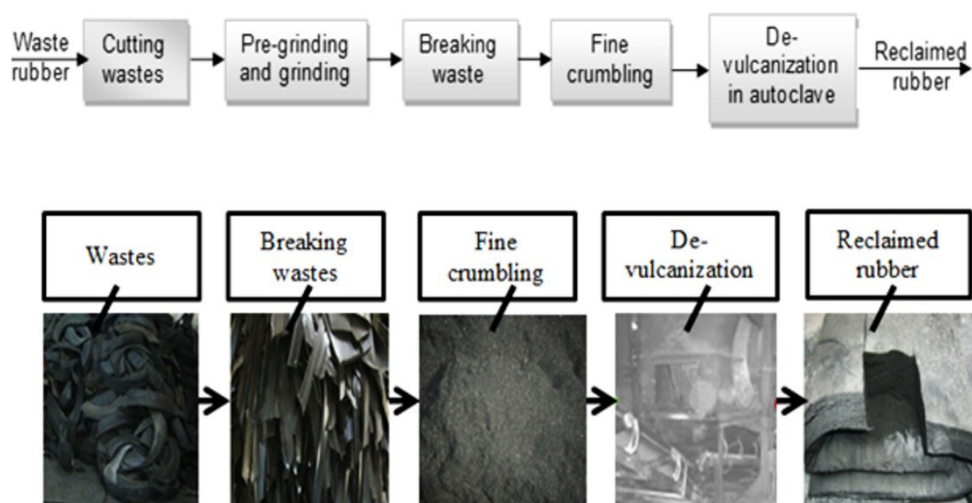 Waste
rubber
Cutting
wastes
Pre-grinding
and grinding
Breaking
waste
Fine
crumbling
De-
vulcanization
in autoclave
Reclaimed
rubber
Wastes
Breaking
wastes
Fine
crumbling
De-
vulcanization
Reclaimed
rubber